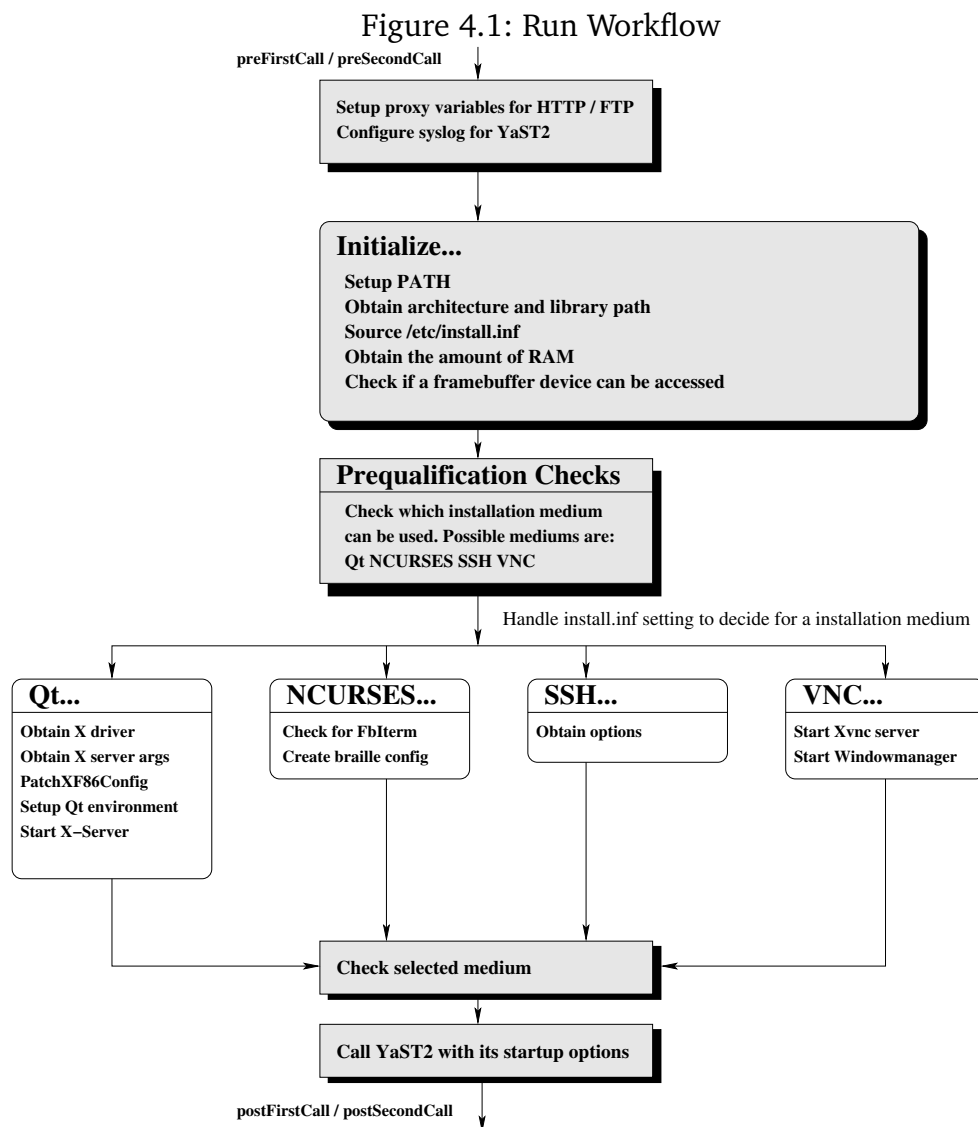 Figure 4.1: Run Workflow
preFirstCall / preSecondCall
Setup proxy variables for HTTP / FTP
Configure syslog for YaST2
Initialize...
Setup PATH
Obtain architecture and library path
Source /etc/install.inf
Obtain the amount of RAM
Check if a framebuffer device can be accessed
Prequalification Checks
Check which installation medium
can be used. Possible mediums are:
Qt NCURSES SSH VNC
Handle install.inf setting to decide for a installation medium
Qt...
Obtain X driver
Obtain X server args
PatchXF86Config
Setup Qt environment
Start X−Server
NCURSES...
Check for FbIterm
Create braille config
SSH...
Obtain options
VNC...
Start Xvnc server
Start Windowmanager
Check selected medium
Call YaST2 with its startup options
postFirstCall / postSecondCall